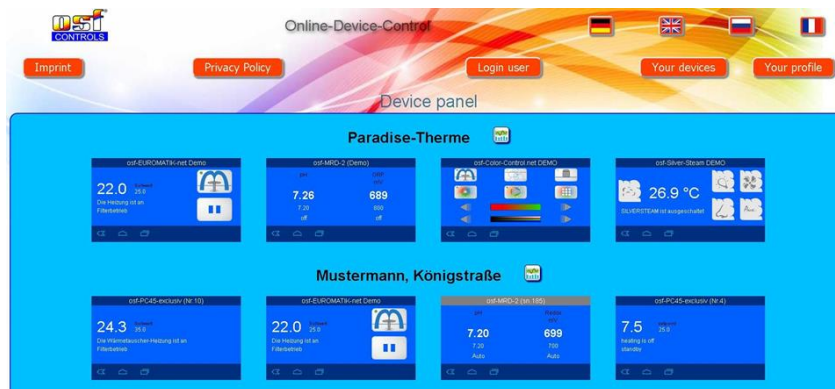 osf
CONTROLS
Online-Device-Control
Imprint
Privacy Policy
Login user
Your devices
Your profile
Device panel
Paradise-Therme
osf-EUROMATIK-net Demo
22.0
25.0
Die Heizung ist an
Filterbetrieb
osf-MRD-2 (Demo)
pH
mV
7.26
689
7.20
off
off
osf-Color-Control.net DEMO
osf-Silver-Steam DEMO
26.9 °C
SILVERSTEAM ist ausgeschaltet
Mustermann, Königstraße
osf-PC45-exclusiv (Nr.10)
24.3
25.0
Die Wärmetauscher-Heizung ist an
Filterbetrieb
osf-EUROMATIK-net Demo
22.0
25.0
Die Heizung ist an
Filterbetrieb
osf-MRD-2 (sn:185)
pH
mV
7.20
699
7.20
700
Auto
Auto
osf-PC45-exclusiv (Nr.4)
7.5
25.0
heating is off
standby